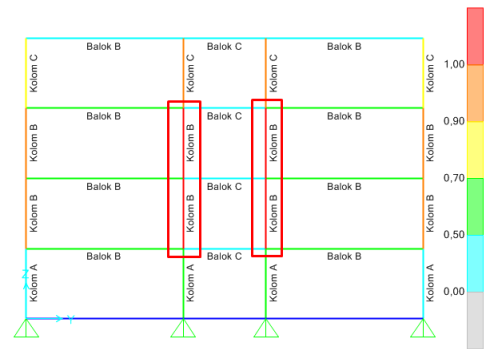 Balok B Balok C Balok B
Kolom C Kolom C Kolom C Kolom C
1,00
Balok B Balok C Balok B
Kolom B Kolom B Kolom B Kolom B
0,90
Balok B Balok C Balok B
Kolom B Kolom B Kolom B Kolom B
0,70
Balok B Balok C Balok B
Kolom A Kolom A Kolom A Kolom A
0,50
Z
Y
0,00